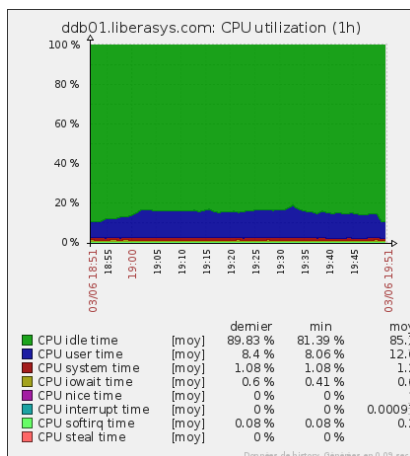 ddb01.liberasys.com: CPU utilization (1h)
100 %
80 %
60 %
40 %
20 %
0 %
03/06 18:51
18:55
19:00
19:05
19:10
19:15
19:20
19:25
19:30
19:35
19:40
19:45
03/06 19:51
dernier min
CPU idle time [moy] 89.83 % 81.39 %
CPU user time [moy] 8.4 % 8.06 %
CPU system time [moy] 1.08 % 1.08 %
CPU iowait time [moy] 0.6 % 0.41 %
CPU nice time [moy] 0 % 0 %
CPU interrupt time [moy] 0 % 0 % 0.0009
CPU softirq time [moy] 0.08 % 0.08 %
CPU steal time [moy] 0 % 0 %